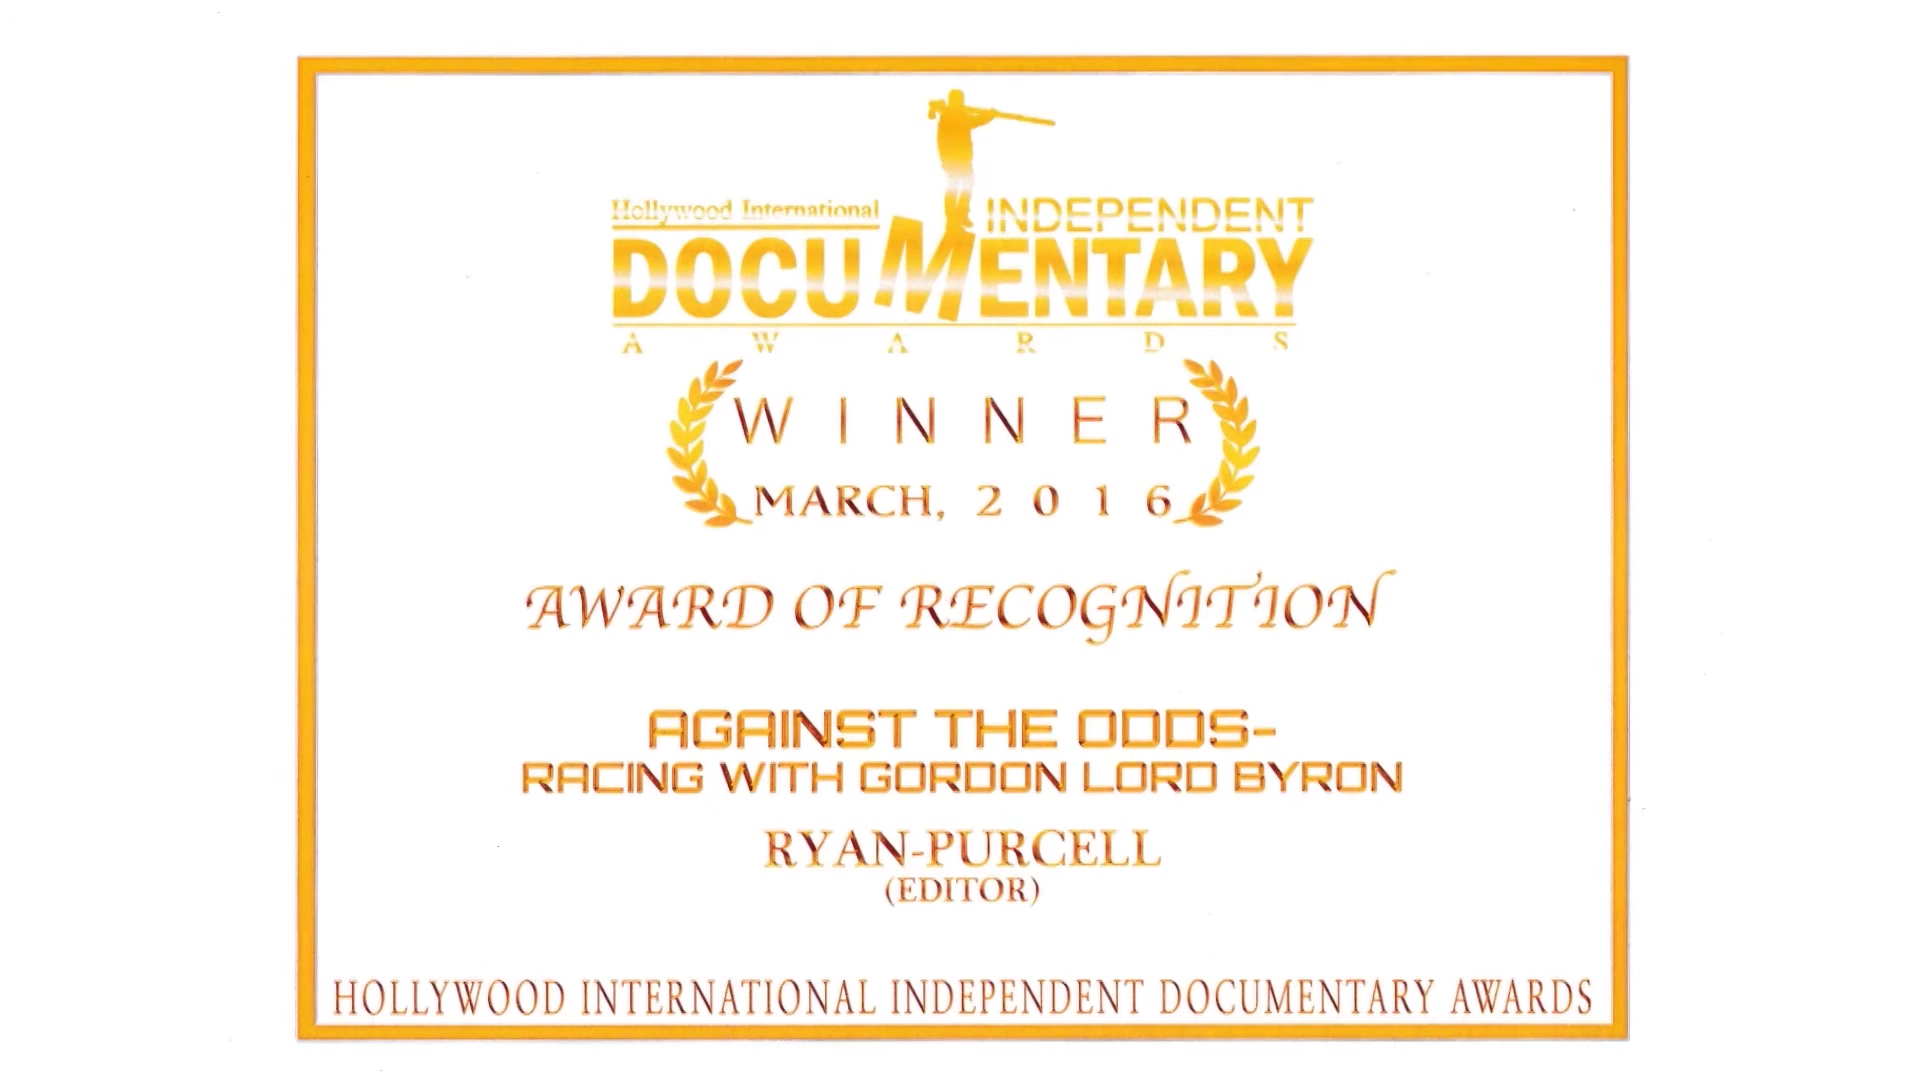 Hollywood International
INDEPENDENT
DOCUMENTARY
AWARDS
WINNER
MARCH, 2016
AWARD OF RECOGNITION
AGAINST THE ODDS-
RACING WITH GORDON LORD BYRON
RYAN-PURCELL
(EDITOR)
HOLLYWOOD INTERNATIONAL INDEPENDENT DOCUMENTARY AWARDS